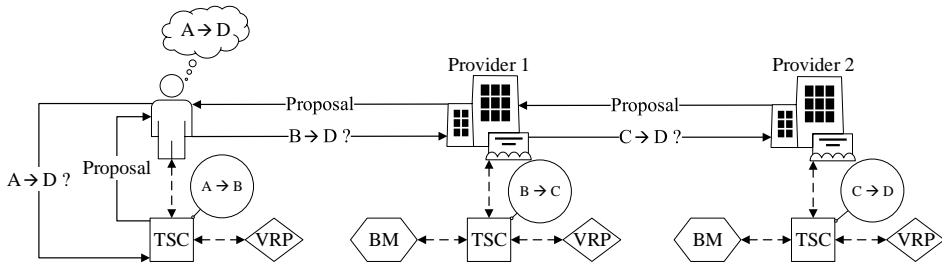 A → D
Provider 1
Provider 2
Proposal
Proposal
B → D ?
C → D ?
A → D ?
Proposal
A → B
B → C
C → D
TSC
VRP
BM
TSC
VRP
BM
TSC
VRP